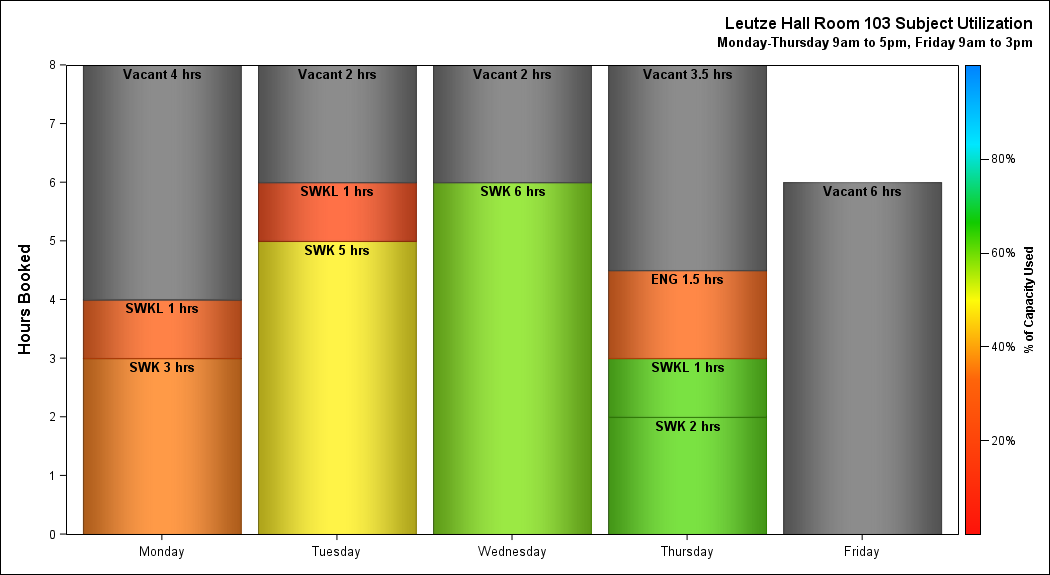 Leutze Hall Room 103 Subject Utilization
Monday-Thursday 9am to 5pm, Friday 9am to 3pm
Hours Booked
8
7
6
5
4
3
2
1
0
Vacant 4 hrs
SWKL 1 hrs
SWK 3 hrs
Vacant 2 hrs
SWKL 1 hrs
SWK 5 hrs
Vacant 2 hrs
SWK 6 hrs
Vacant 3.5 hrs
ENG 1.5 hrs
SWKL 1 hrs
SWK 2 hrs
Vacant 6 hrs
Monday
Tuesday
Wednesday
Thursday
Friday
80%
60%
40%
20%
% of Capacity Used